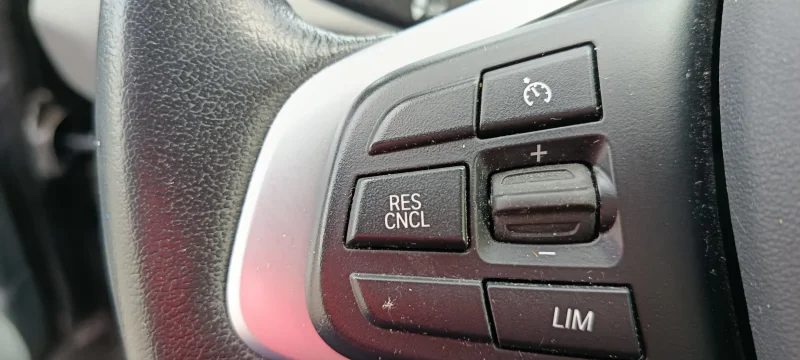 +
RES
CNCL
–
LIM